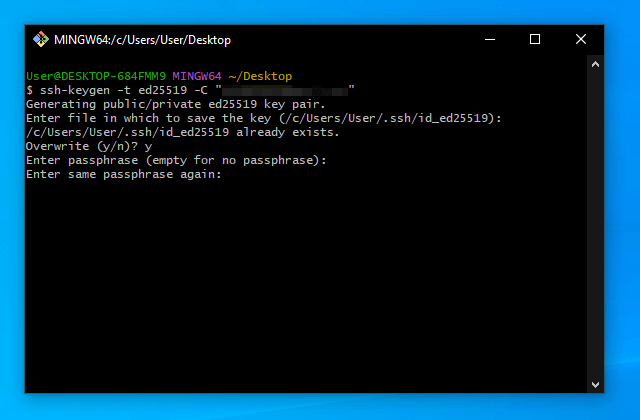 MINGW64:/c/Users/User/Desktop
User@DESKTOP-684FMM9 MINGW64 ~/Desktop
$ ssh-keygen -t ed25519 -C " "
Generating public/private ed25519 key pair.
Enter file in which to save the key (/c/Users/User/.ssh/id_ed25519):
/c/Users/User/.ssh/id_ed25519 already exists.
Overwrite (y/n)? y
Enter passphrase (empty for no passphrase):
Enter same passphrase again: